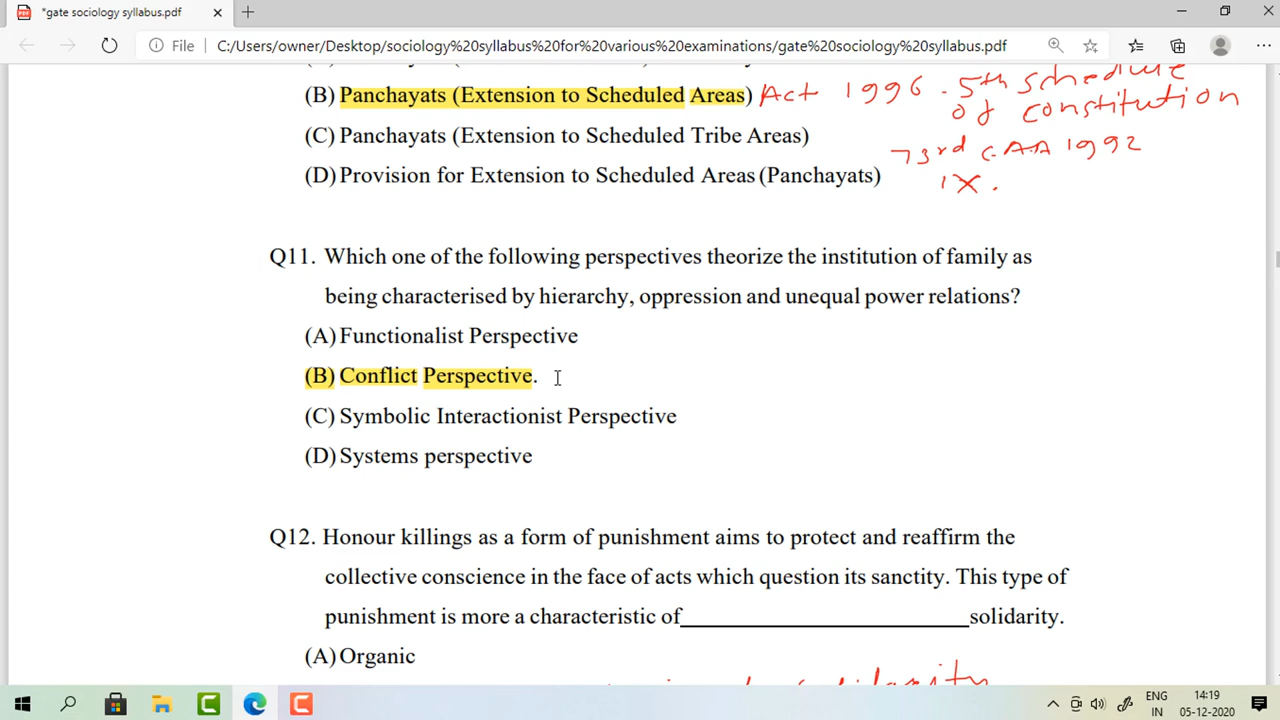 *gate sociology syllabus.pdf
File
C:/Users/owner/Desktop/sociology%20syllabus%20for%20various%20examinations/gate%20sociology%20syllabus.pdf
(B) Panchayats (Extension to Scheduled Areas) Act 1996. 5th schedule
of constitution
(C) Panchayats (Extension to Scheduled Tribe Areas)
73rd C.A.A 1992
(D) Provision for Extension to Scheduled Areas (Panchayats)
IX.
Q11. Which one of the following perspectives theorize the institution of family as
being characterised by hierarchy, oppression and unequal power relations?
(A) Functionalist Perspective
(B) Conflict Perspective.
(C) Symbolic Interactionist Perspective
(D) Systems perspective
Q12. Honour killings as a form of punishment aims to protect and reaffirm the
collective conscience in the face of acts which question its sanctity. This type of
punishment is more a characteristic of solidarity.
(A) Organic
solidarity
ENG
IN
14:19
05-12-2020